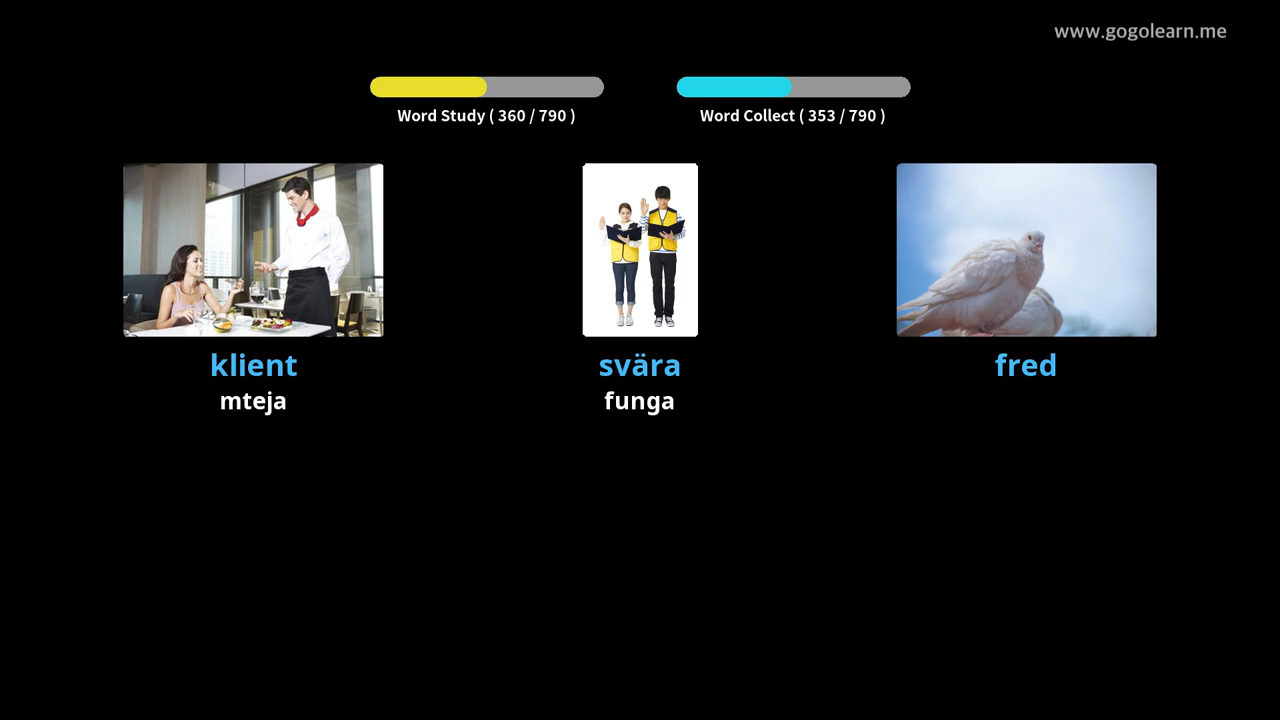 www.gogolearn.me
Word Study ( 360 / 790 )
Word Collect ( 353 / 790 )
klient
svära
fred
mteja
funga